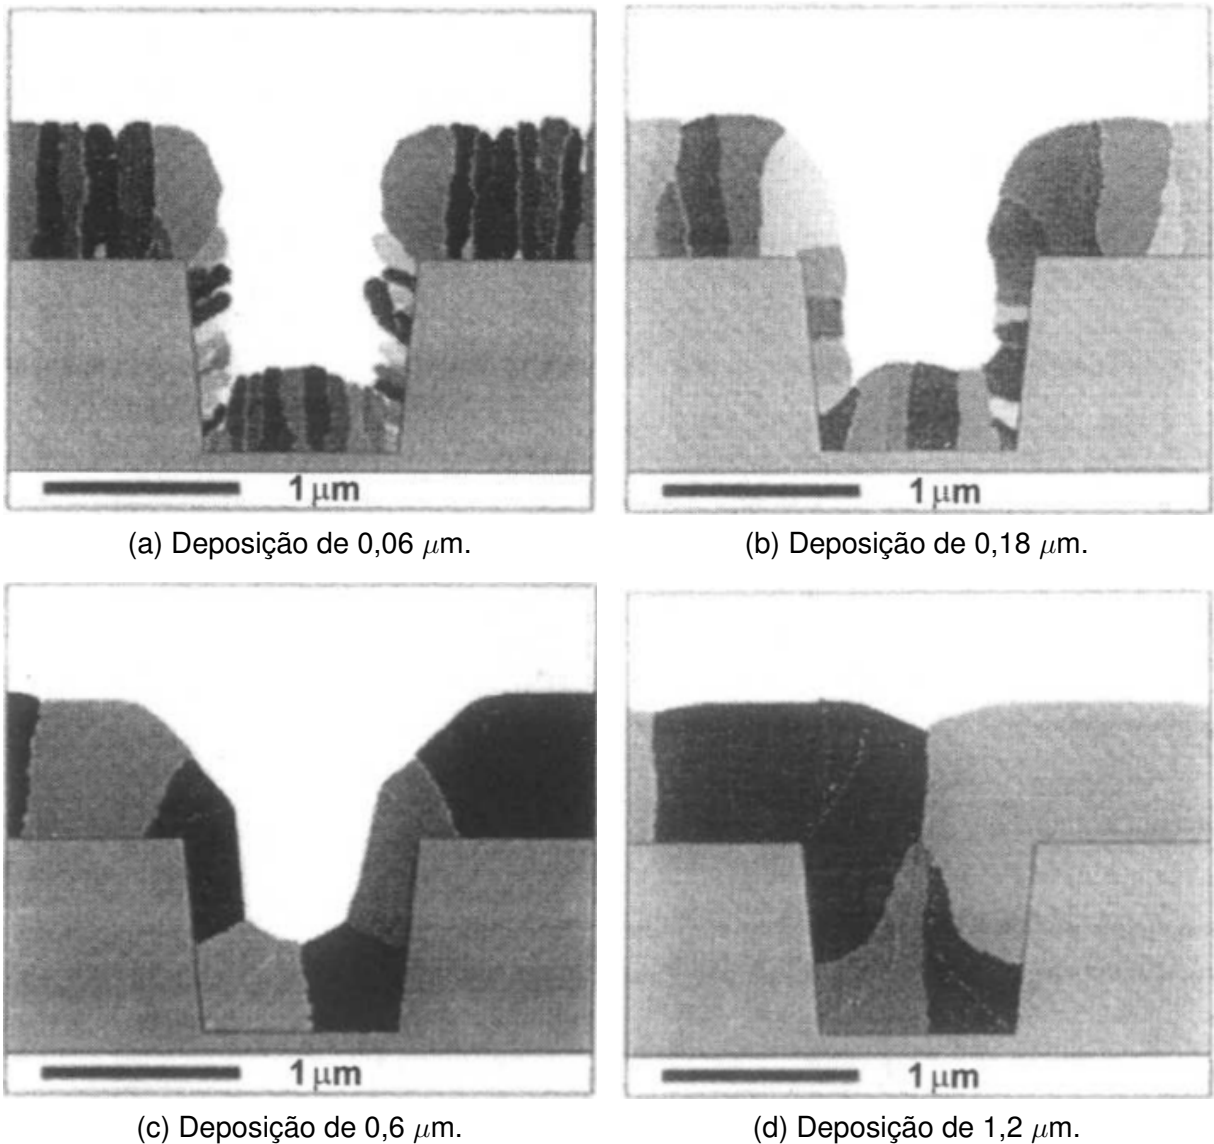 1 μm
1 μm
(a) Deposição de 0,06 μm.
(b) Deposição de 0,18 μm.
1 μm
1 μm
(c) Deposição de 0,6 μm.
(d) Deposição de 1,2 μm.